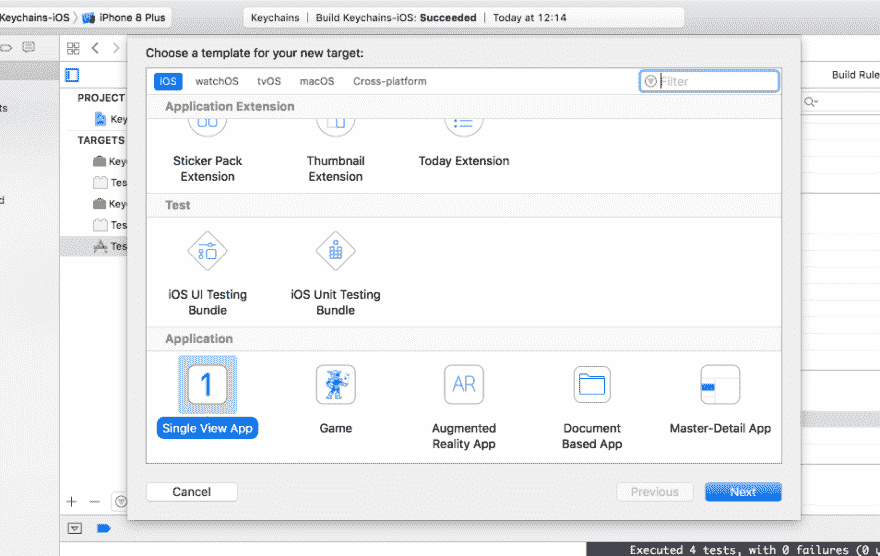 Keychains-iOS
iPhone 8 Plus
Keychains | Build Keychains-iOS: Succeeded | Today at 12:14
Choose a template for your new target:
iOS watchOS tvOS macOS Cross-platform
Filter
Build Rule
PROJECT
Key
TARGETS
Key
Tes
Key
Tes
Tes
ts
d
Application Extension
Sticker Pack
Extension
Thumbnail
Extension
Today Extension
Test
iOS UI Testing
Bundle
iOS Unit Testing
Bundle
Application
1
Single View App
Game
AR
Augmented
Reality App
Document
Based App
Master-Detail App
Cancel
Previous
Next
Executed 4 tests, with 0 failures (0 u